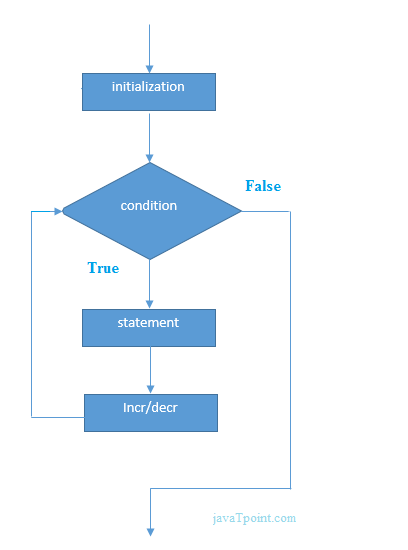 initialization
condition
False
True
statement
Incr/decr
javaTpoint.com